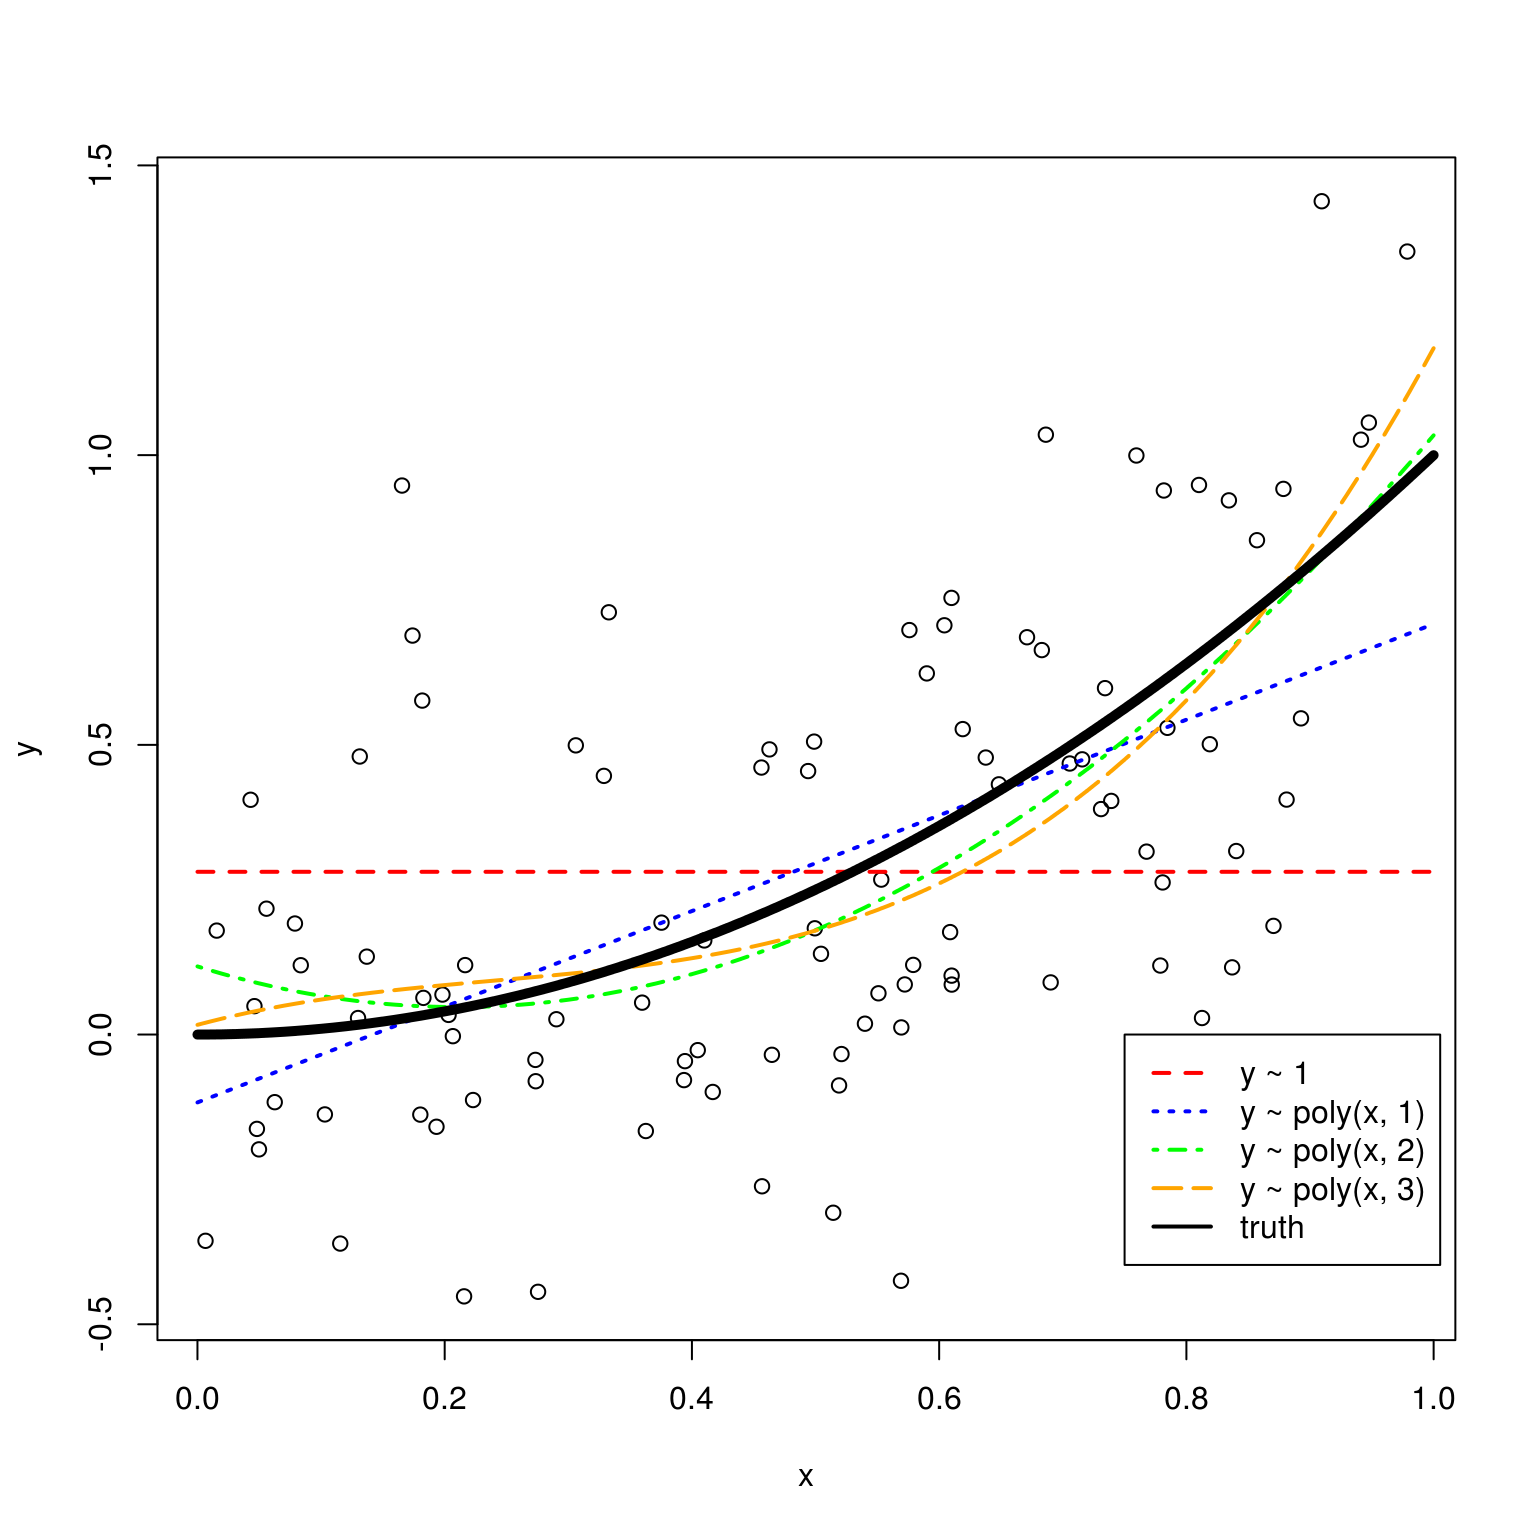 y
1.5
1.0
0.5
0.0
-0.5
0.0 0.2 0.4 0.6 0.8 1.0
x
y ~ 1
y ~ poly(x, 1)
y ~ poly(x, 2)
y ~ poly(x, 3)
truth